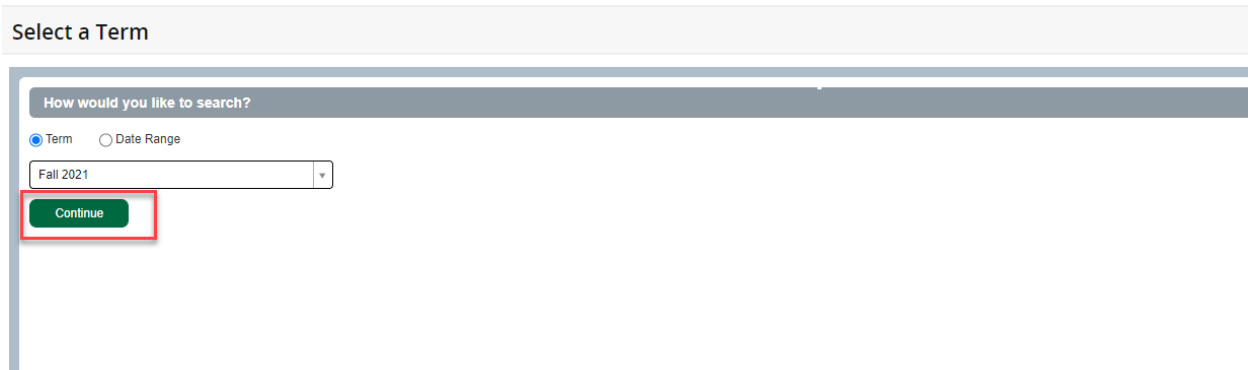 Select a Term
How would you like to search?
Term Date Range
Fall 2021
Continue